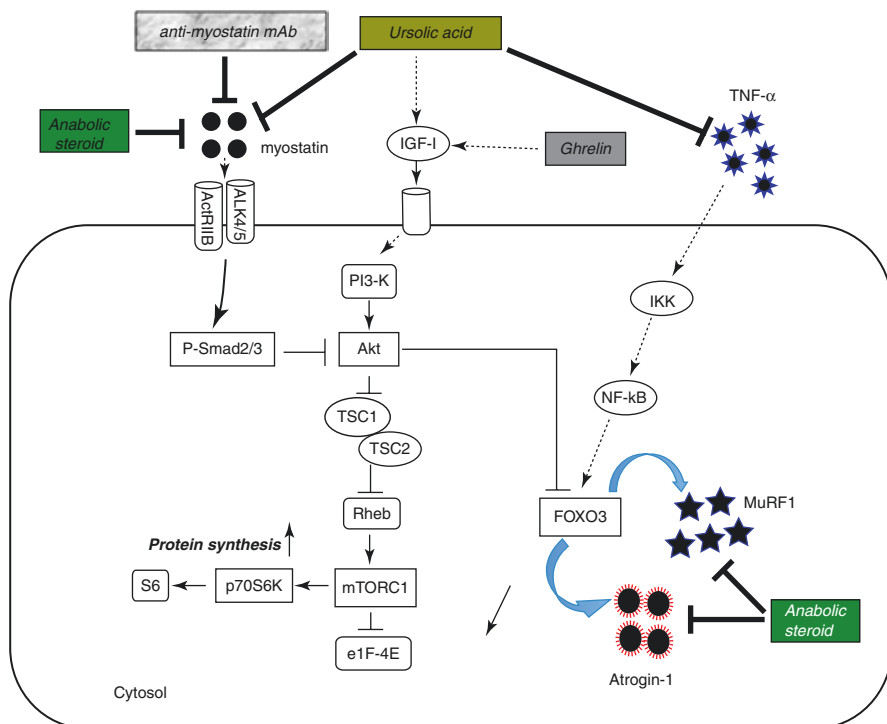 anti-myostatin mAb
Ursolic acid
TNF-α
Anabolic
steroid
myostatin
IGF-I
Ghrelin
ActRIIB
ALK4/5
PI3-K
IKK
P-Smad2/3
Akt
NF-kB
TSC1
TSC2
Rheb
FOXO3
MuRF1
Protein synthesis
S6
p70S6K
mTORC1
Anabolic
steroid
e1F-4E
Atrogin-1
Cytosol